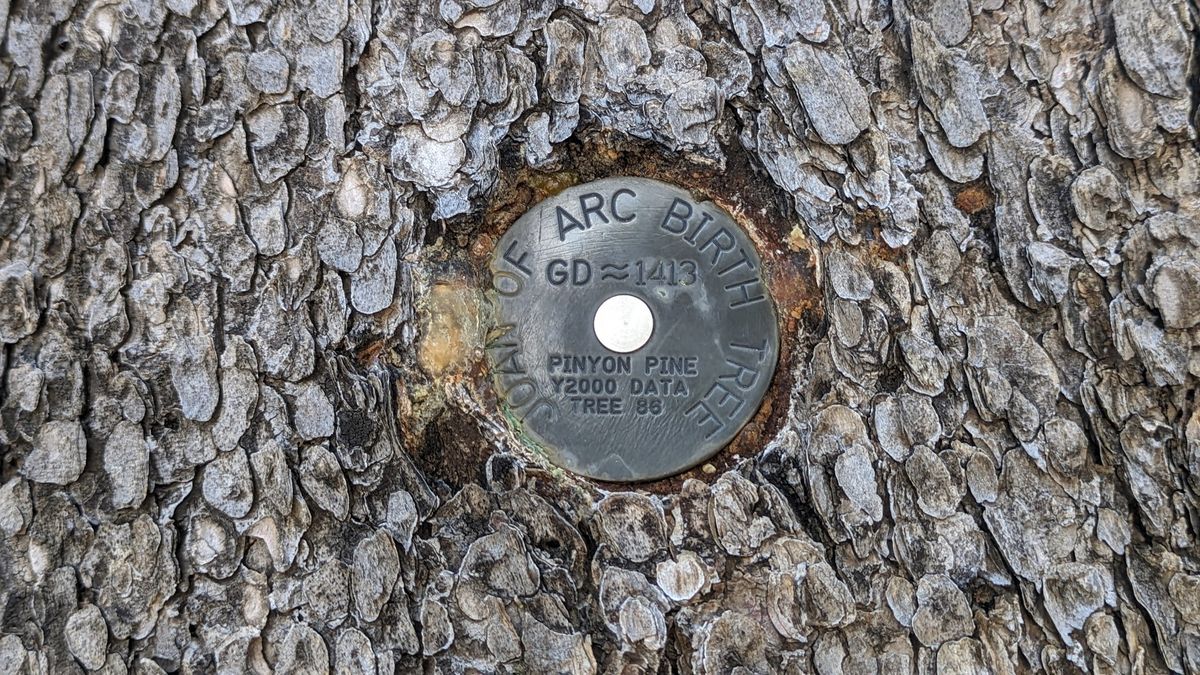 JOAN OF ARC BIRTH TREE
GD ≈ 1413
PINYON PINE
Y2000 DATA
TREE 86